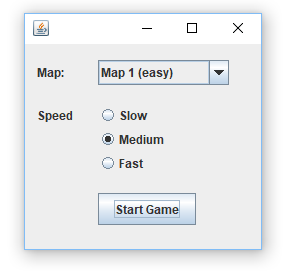 Map: Map 1 (easy)
Speed Slow
Medium
Fast
Start Game